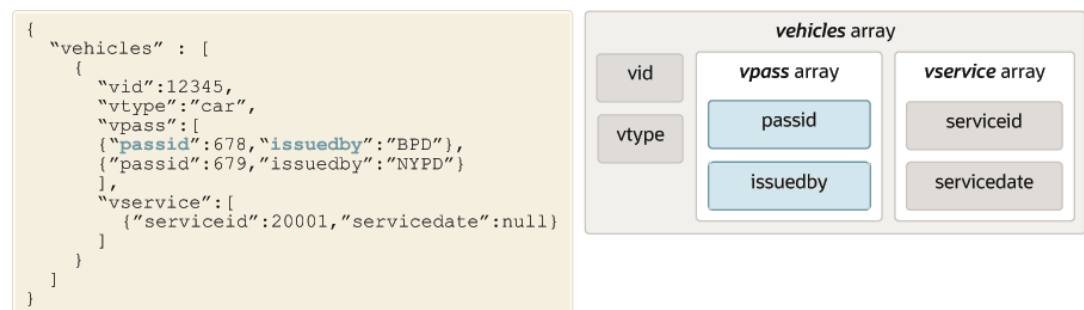 {
“vehicles” : [
{
“vid”:12345,
“vtype”:”car”,
“vpass”:[
{“passid”:678,“issuedby”:”BPD”},
{”passid”:679,”issuedby”:”NYPD”}
],
“vservice”:[
{”serviceid”:20001,”servicedate”:null}
]
}
]
}
vehicles array
vid
vtype
vpass array
passid
issuedby
vservice array
serviceid
servicedate